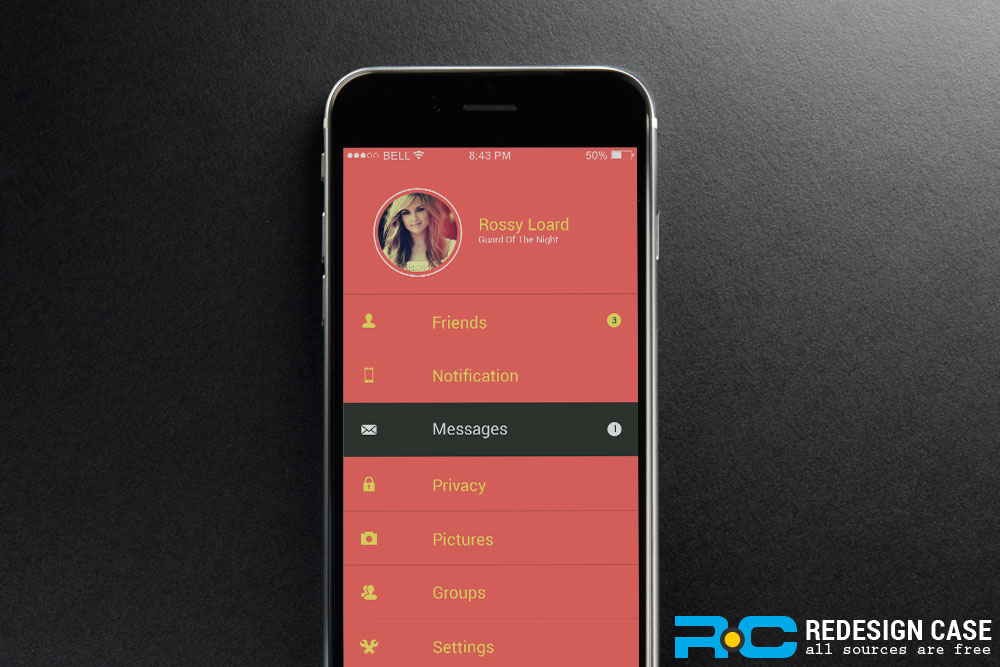 BELL 8:43 PM 50%
Rossy Loard
Guard Of The Night
Friends 3
Notification
Messages 1
Privacy
Pictures
Groups
Settings
RC REDESIGN CASE
all sources are free